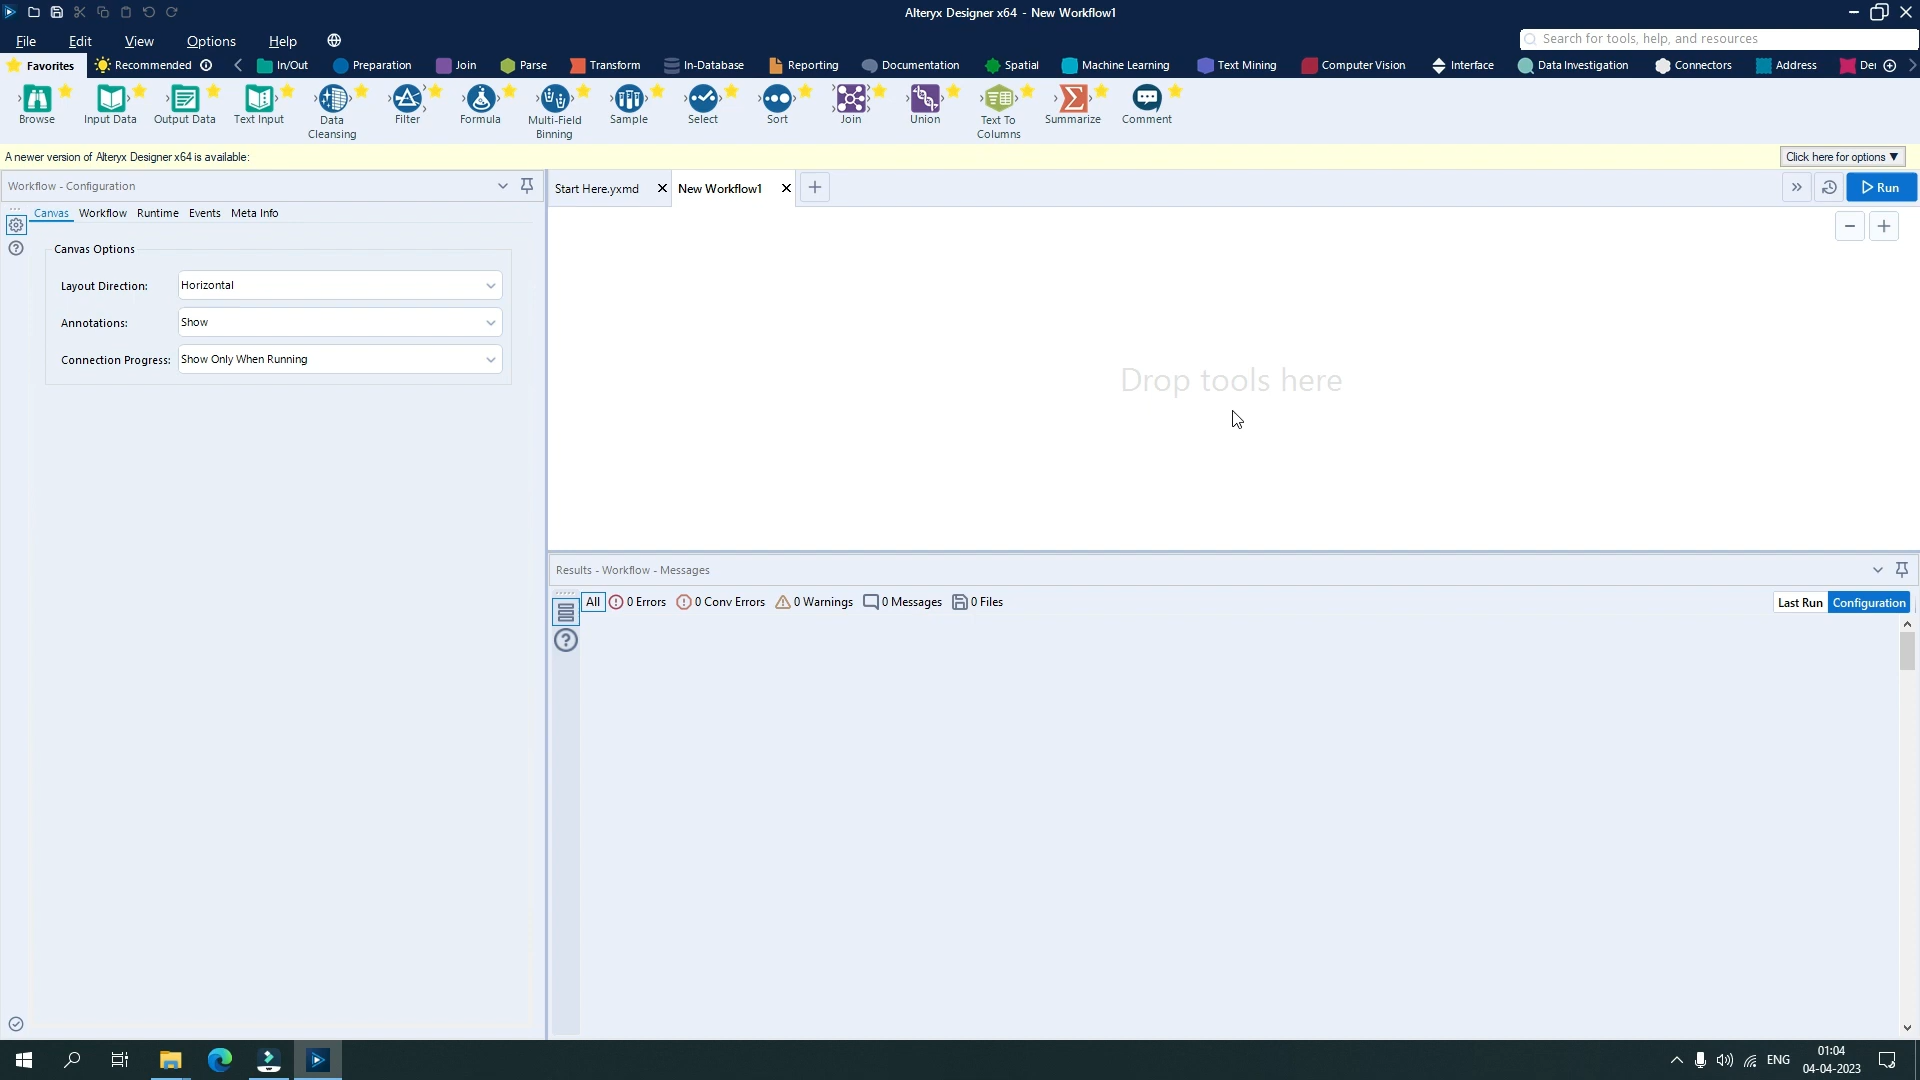 Alteryx Designer x64 - New Workflow1
File Edit View Options Help
Search for tools, help, and resources
Favorites Recommended In/Out Preparation Join Parse Transform In-Database Reporting Documentation Spatial Machine Learning Text Mining Computer Vision Interface Data Investigation Connectors Address
Browse Input Data Output Data Text Input Data Cleansing Filter Formula Multi-Field Binning Sample Select Sort Join Union Text To Columns Summarize Comment
A newer version of Alteryx Designer x64 is available:
Click here for options ▼
Workflow - Configuration
Start Here.yxmd New Workflow1
Run
Canvas Workflow Runtime Events Meta Info
Canvas Options
Layout Direction: Horizontal
Annotations: Show
Connection Progress: Show Only When Running
Drop tools here
Results - Workflow - Messages
All 0 Errors 0 Conv Errors 0 Warnings 0 Messages 0 Files
Last Run Configuration
ENG
01:04
04-04-2023